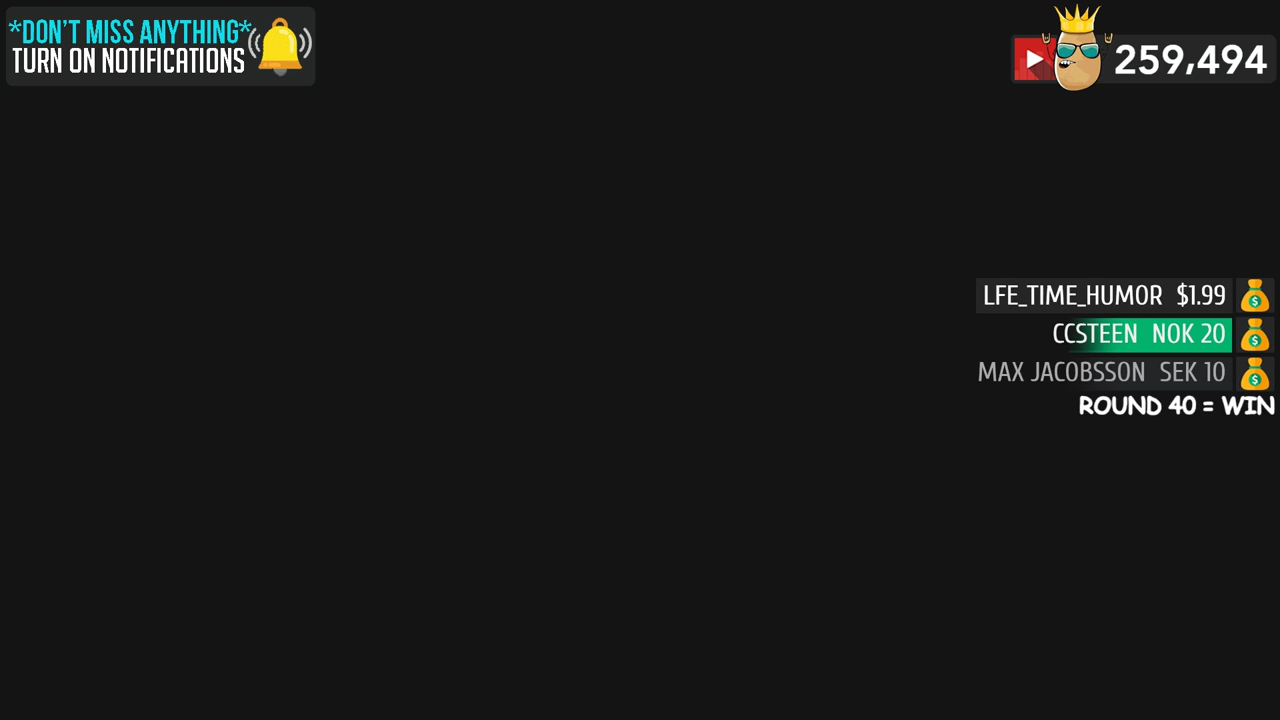 *DON'T MISS ANYTHING*
TURN ON NOTIFICATIONS
259,494
LFE_TIME_HUMOR $1.99
CCSTEEN NOK 20
MAX JACOBSSON SEK 10
ROUND 40 = WIN